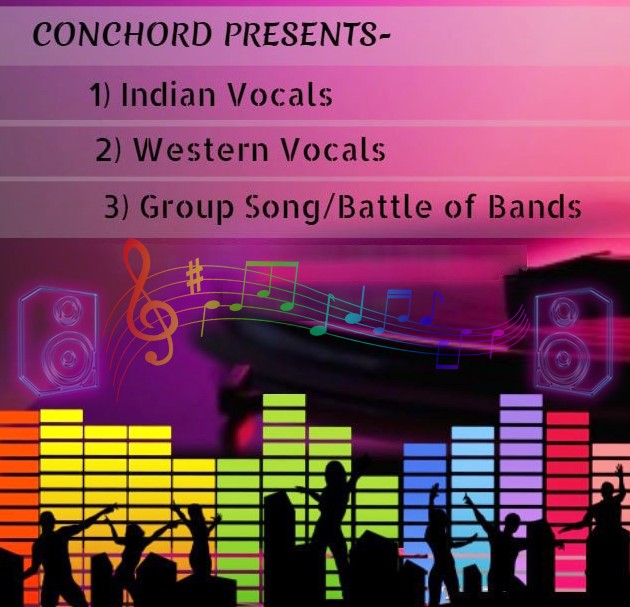 CONCHORD PRESENTS-
1) Indian Vocals
2) Western Vocals
3) Group Song/Battle of Bands